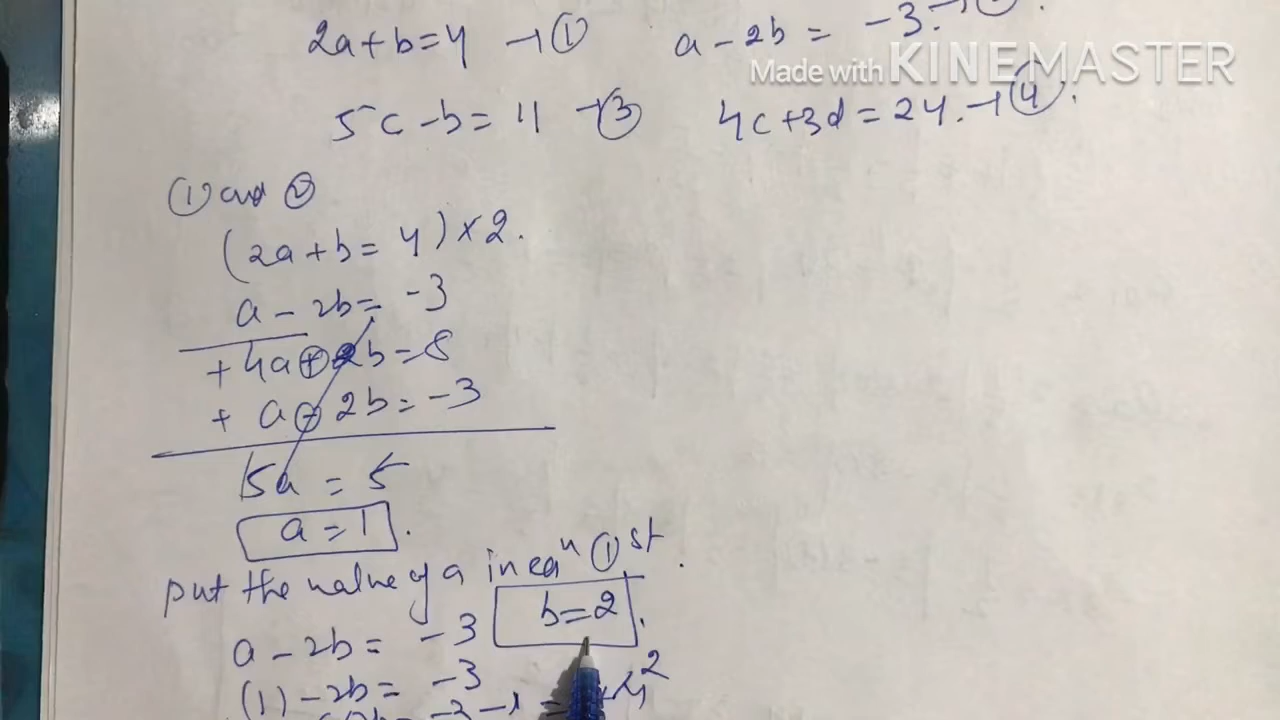 2a+b=4 → ① a-2b = -3. →
Made with KINEMASTER
5c-b=11 → ③ 4c+3d=24. → ④.
① and ②
(2a+b= 4)×2.
a - 2b= -3
+ 4a + 2b=8
+ a - 2b= -3
5a = 5
a=1.
put the value of a in eqⁿ ① st.
b=2.
a - 2b = -3
(1) - 2b = -3